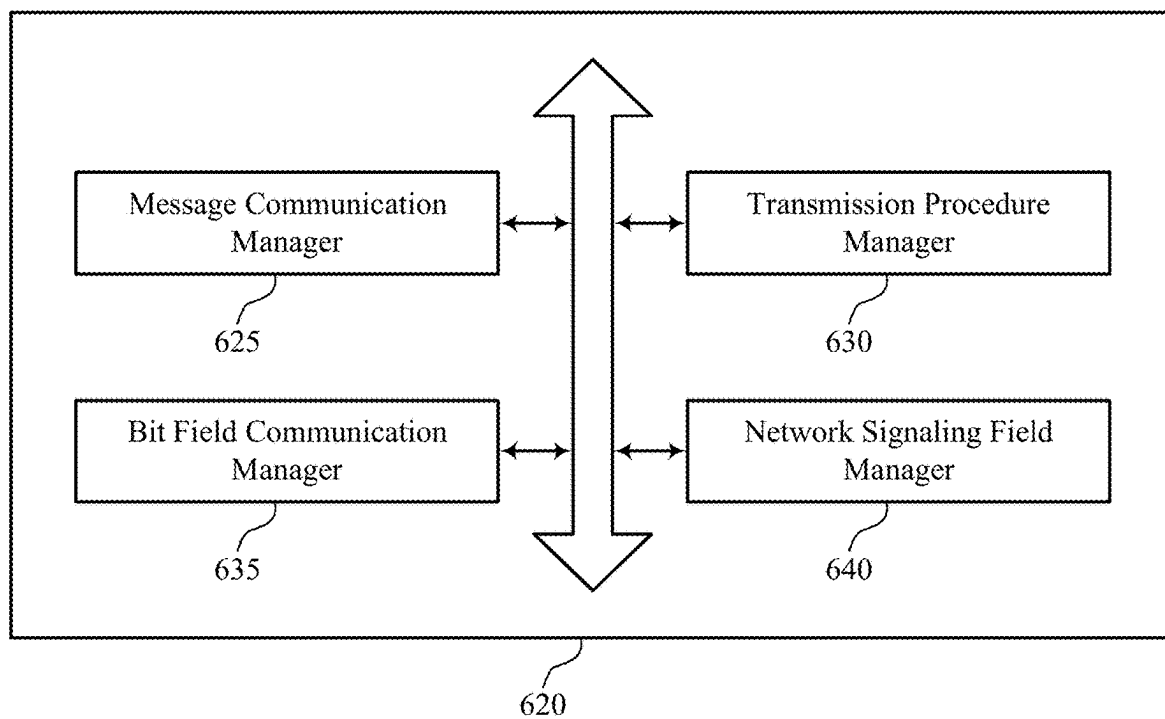 Message Communication
Manager
625
Transmission Procedure
Manager
630
Bit Field Communication
Manager
635
Network Signaling Field
Manager
640
620